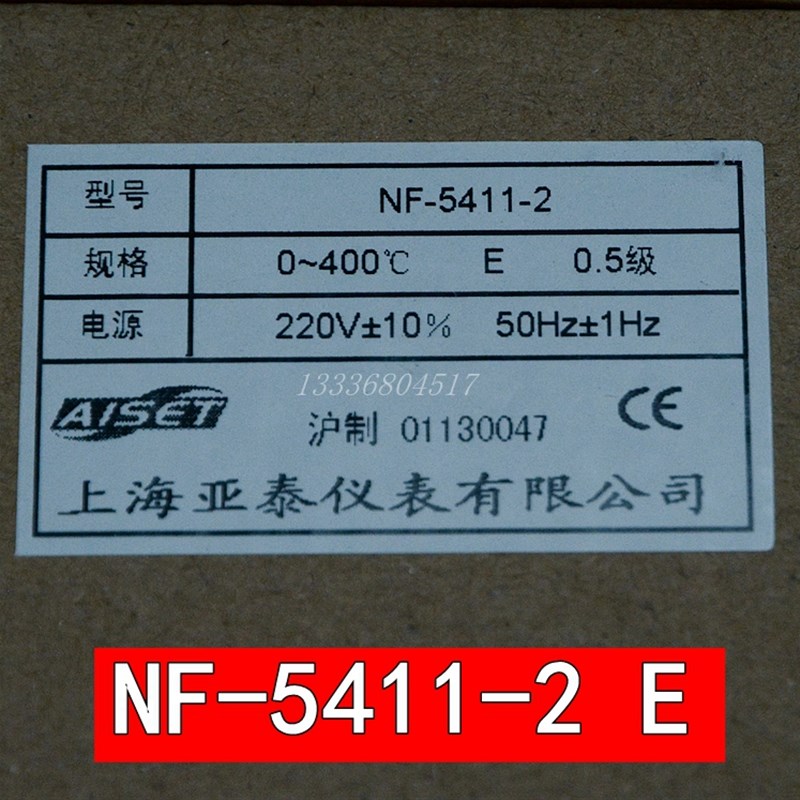 型号 NF-5411-2
规格 0~400℃ E 0.5级
电源 220V±10% 50Hz±1Hz
13336804517
AISET 沪制 01130047 CE
上海亚泰仪表有限公司
NF-5411-2 E